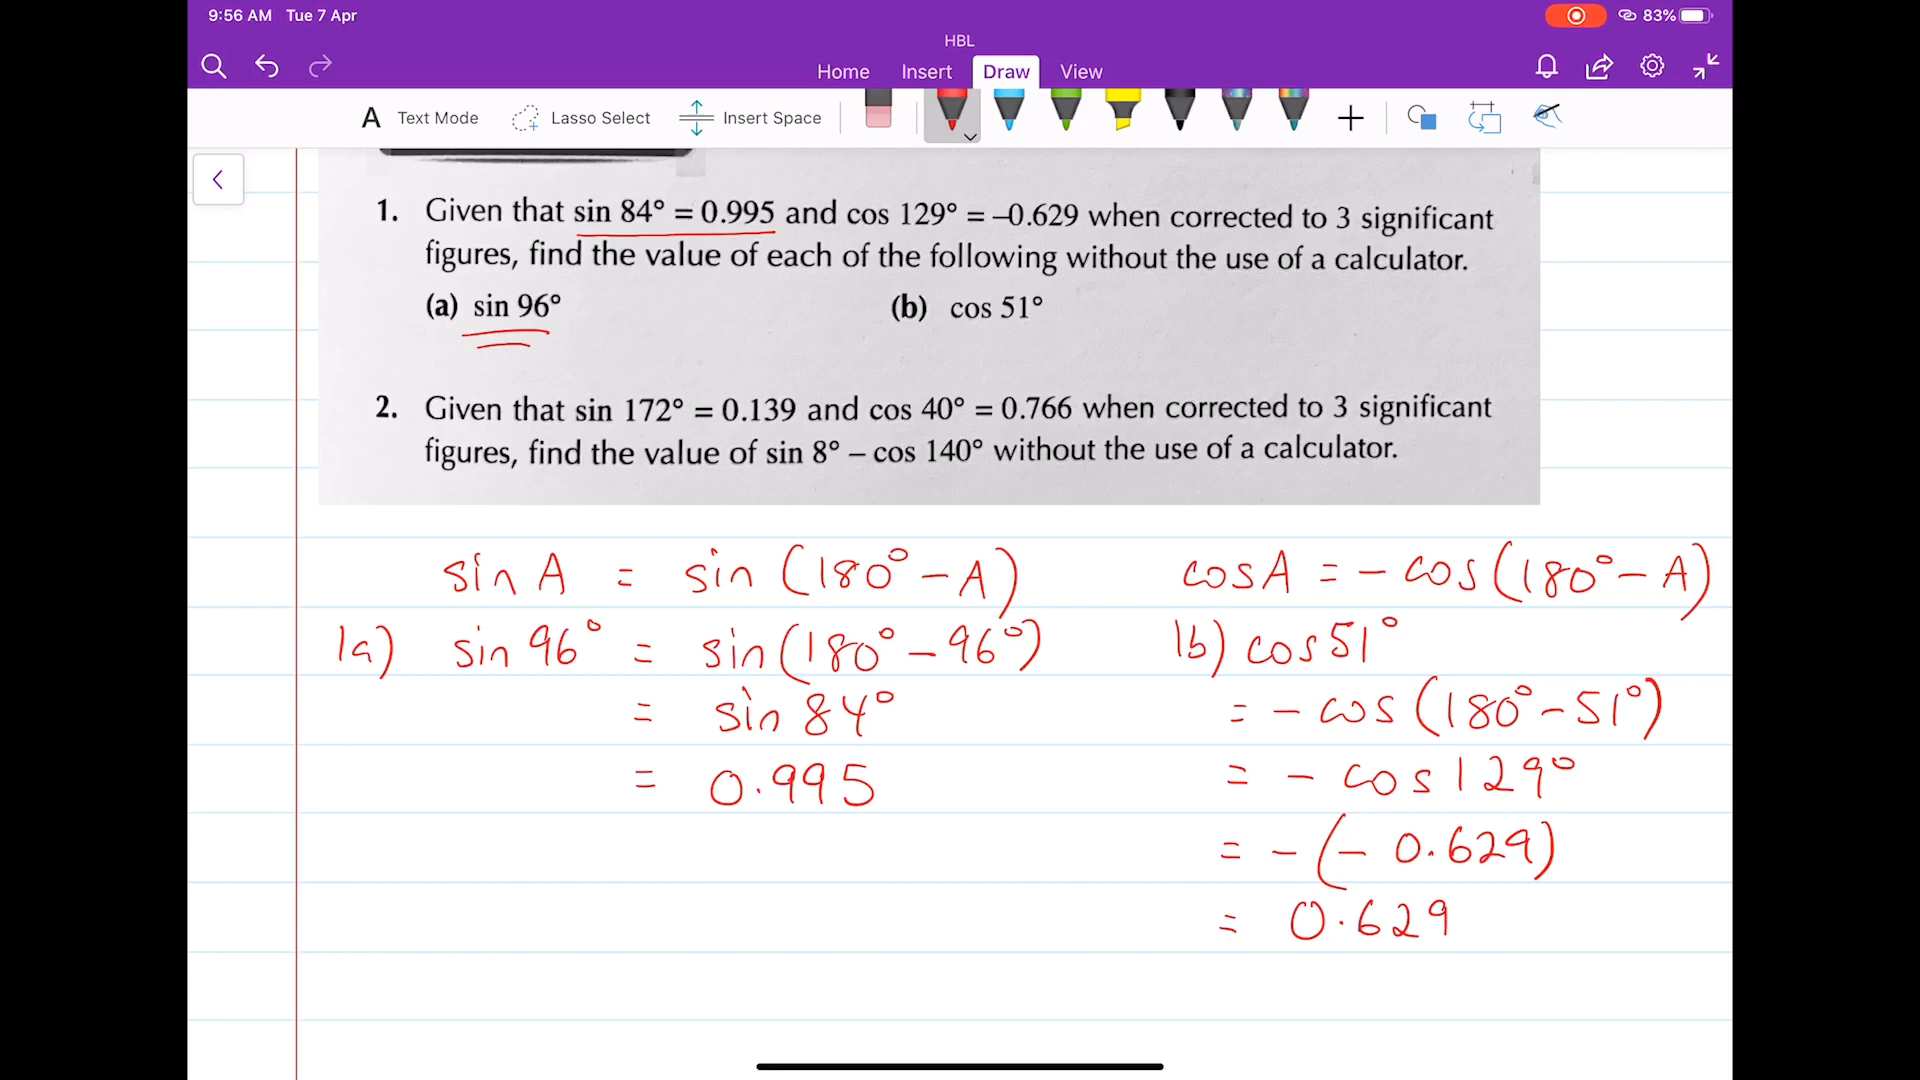 9:56 AM Tue 7 Apr
83%
HBL
Home Insert Draw View
A Text Mode Lasso Select Insert Space
1. Given that sin 84° = 0.995 and cos 129° = –0.629 when corrected to 3 significant
figures, find the value of each of the following without the use of a calculator.
(a) sin 96° (b) cos 51°
2. Given that sin 172° = 0.139 and cos 40° = 0.766 when corrected to 3 significant
figures, find the value of sin 8° – cos 140° without the use of a calculator.
sin A = sin (180° – A)
1a) sin 96° = sin (180° – 96°)
= sin 84°
= 0.995
cos A = – cos (180° – A)
1b) cos 51°
= – cos (180° – 51°)
= – cos 129°
= – (– 0.629)
= 0.629